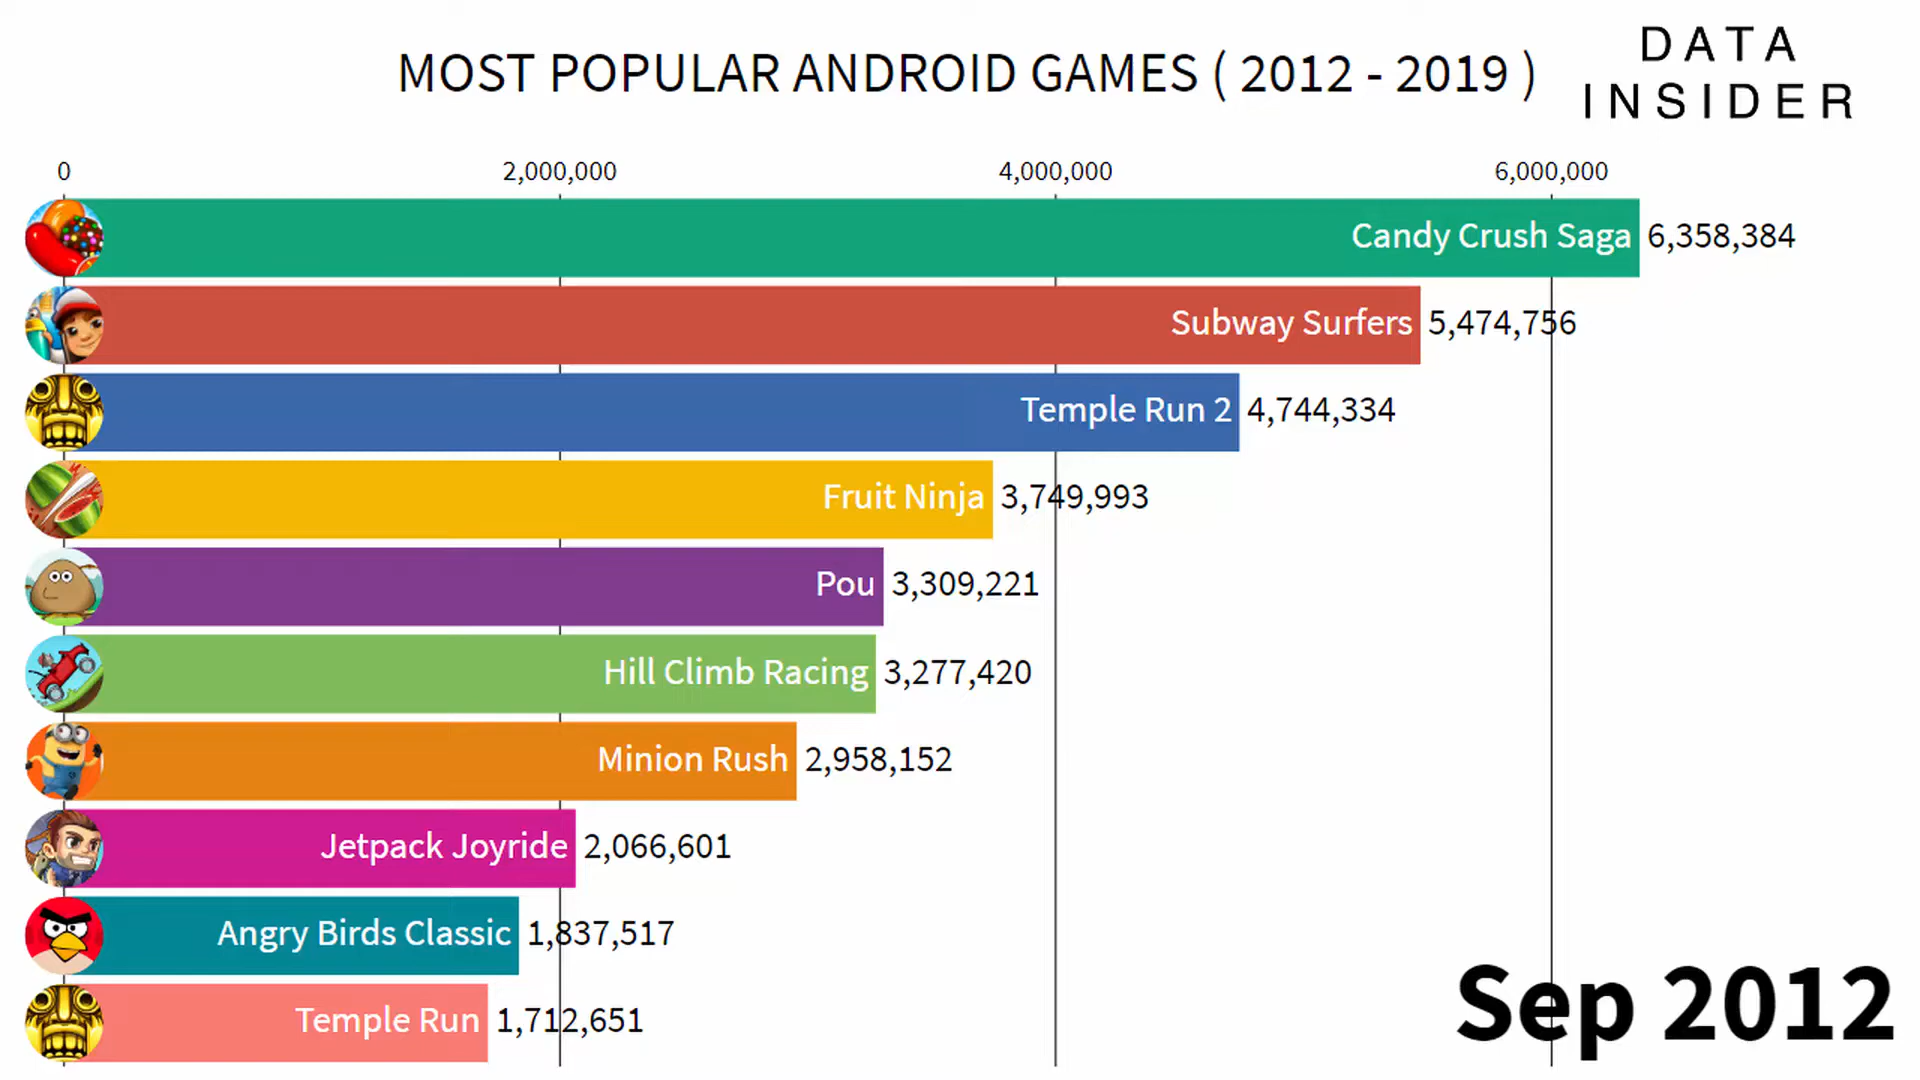 MOST POPULAR ANDROID GAMES ( 2012 - 2019 )
DATA
INSIDER
0 2,000,000 4,000,000 6,000,000
Candy Crush Saga 6,358,384
Subway Surfers 5,474,756
Temple Run 2 4,744,334
Fruit Ninja 3,749,993
Pou 3,309,221
Hill Climb Racing 3,277,420
Minion Rush 2,958,152
Jetpack Joyride 2,066,601
Angry Birds Classic 1,837,517
Temple Run 1,712,651
Sep 2012